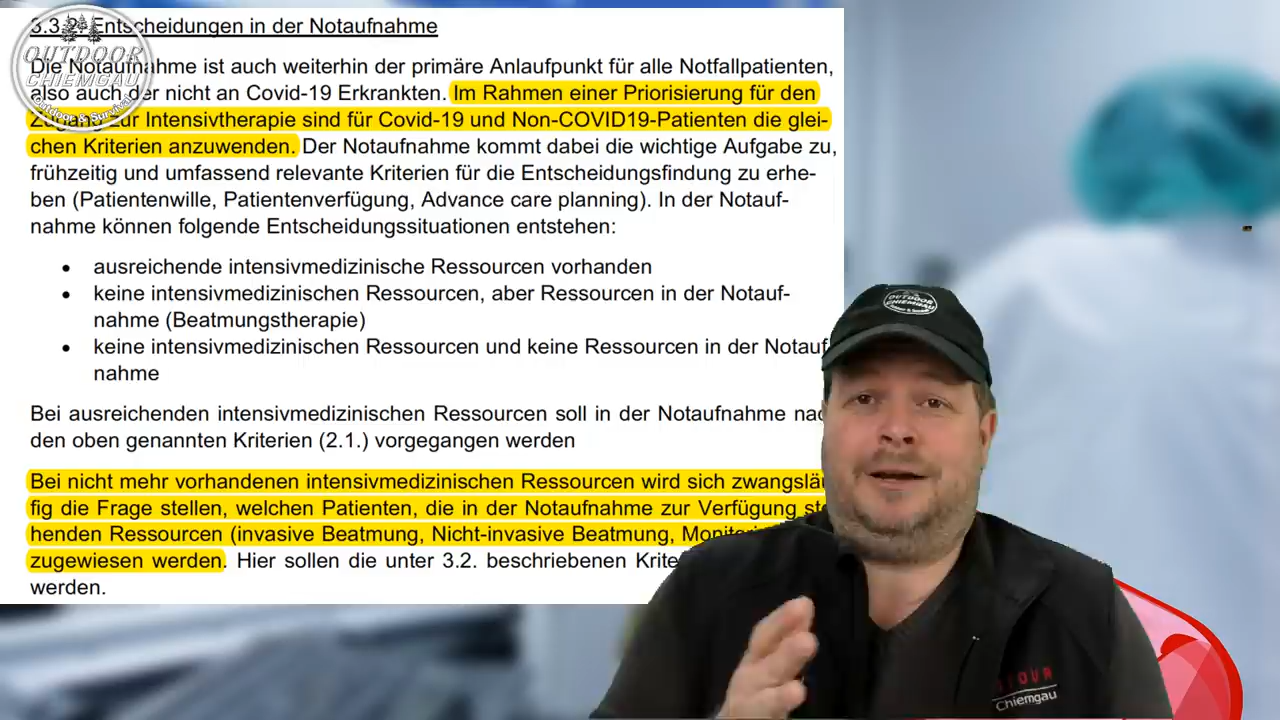 3.3.2. Entscheidungen in der Notaufnahme
OUTDOOR
CHIEMGAU
Outdoor & Survival
Die Notaufnahme ist auch weiterhin der primäre Anlaufpunkt für alle Notfallpatienten,
also auch der nicht an Covid-19 Erkrankten. Im Rahmen einer Priorisierung für den
Zugang zur Intensivtherapie sind für Covid-19 und Non-COVID19-Patienten die glei-
chen Kriterien anzuwenden. Der Notaufnahme kommt dabei die wichtige Aufgabe zu,
frühzeitig und umfassend relevante Kriterien für die Entscheidungsfindung zu erhe-
ben (Patientenwille, Patientenverfügung, Advance care planning). In der Notauf-
nahme können folgende Entscheidungssituationen entstehen:
• ausreichende intensivmedizinische Ressourcen vorhanden
• keine intensivmedizinischen Ressourcen, aber Ressourcen in der Notauf-
nahme (Beatmungstherapie)
• keine intensivmedizinischen Ressourcen und keine Ressourcen in der Notauf
nahme
Bei ausreichenden intensivmedizinischen Ressourcen soll in der Notaufnahme nac
den oben genannten Kriterien (2.1.) vorgegangen werden
Bei nicht mehr vorhandenen intensivmedizinischen Ressourcen wird sich zwangsläu
fig die Frage stellen, welchen Patienten, die in der Notaufnahme zur Verfügung ste
henden Ressourcen (invasive Beatmung, Nicht-invasive Beatmung, Monito
zugewiesen werden. Hier sollen die unter 3.2. beschriebenen Krite
werden.
OUTDOOR
CHIEMGAU
Chiemgau